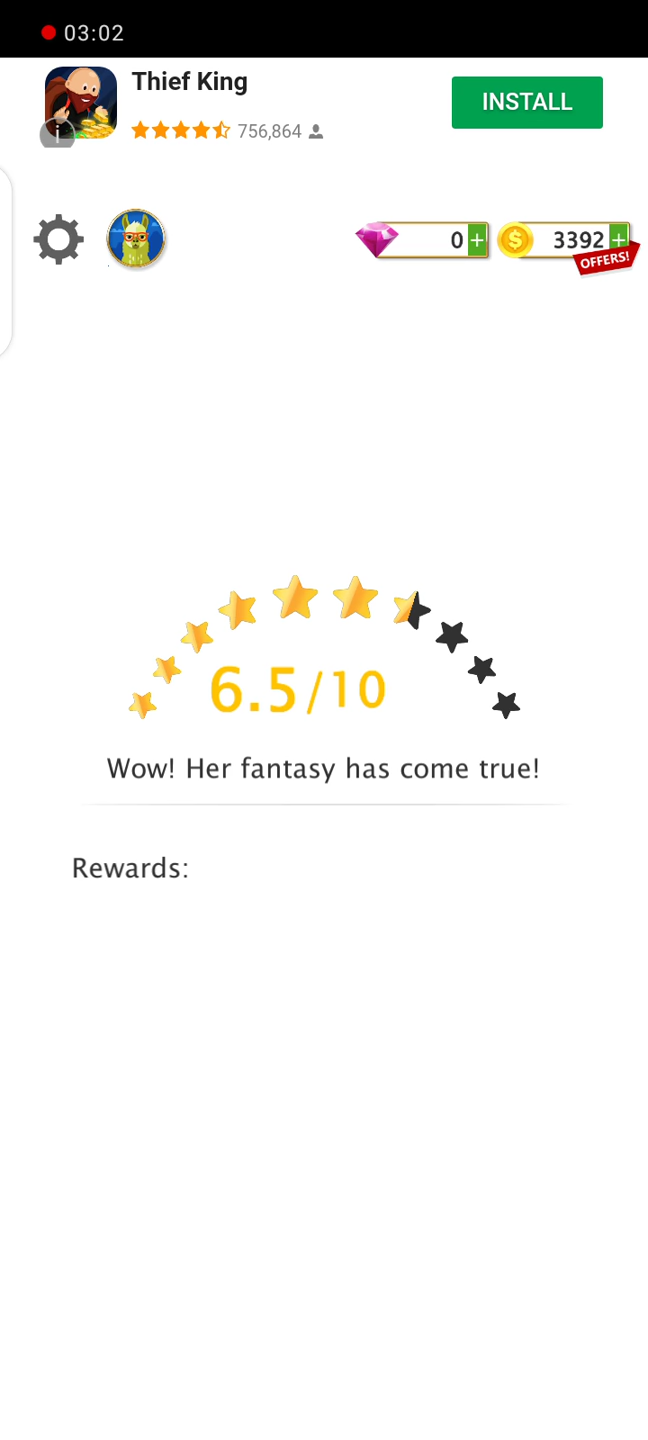 03:02
Thief King
756,864
INSTALL
0
3392
OFFERS!
6.5/10
Wow! Her fantasy has come true!
Rewards: